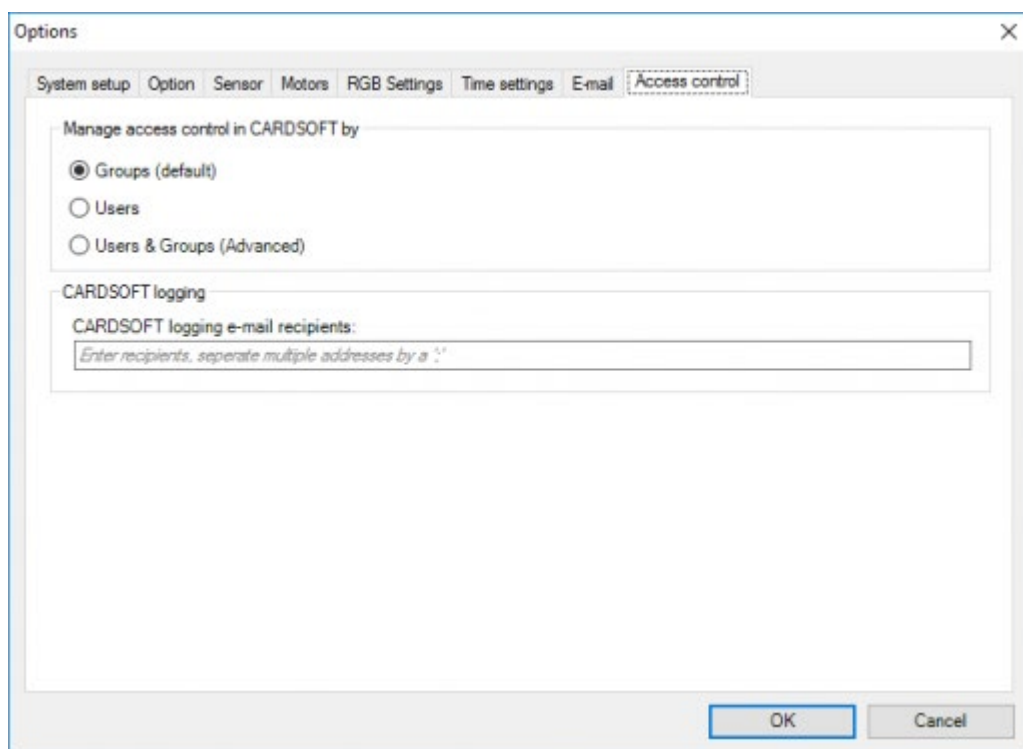 Options
System setup Option Sensor Motors RGB Settings Time settings E-mail Access control
Manage access control in CARDSOFT by
Groups (default)
Users
Users & Groups (Advanced)
CARDSOFT logging
CARDSOFT logging e-mail recipients:
Enter recipients, seperate multiple addresses by a ';'
OK Cancel